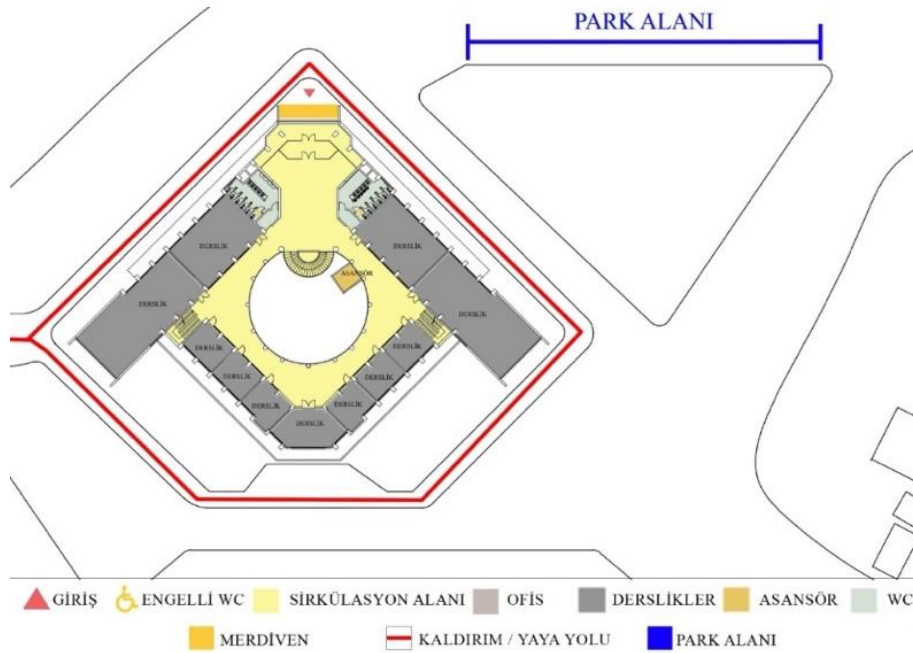 PARK ALANI
DERSLİK
DERSLİK
ASANSÖR
DERSLİK
DERSLİK
DERSLİK
DERSLİK
DERSLİK
DERSLİK
DERSLİK
DERSLİK
DERSLİK
GİRİŞ
ENGELLİ WC
SİRKÜLASYON ALANI
OFİS
DERSLİKLER
ASANSÖR
WC
MERDİVEN
KALDIRIM / YAYA YOLU
PARK ALANI